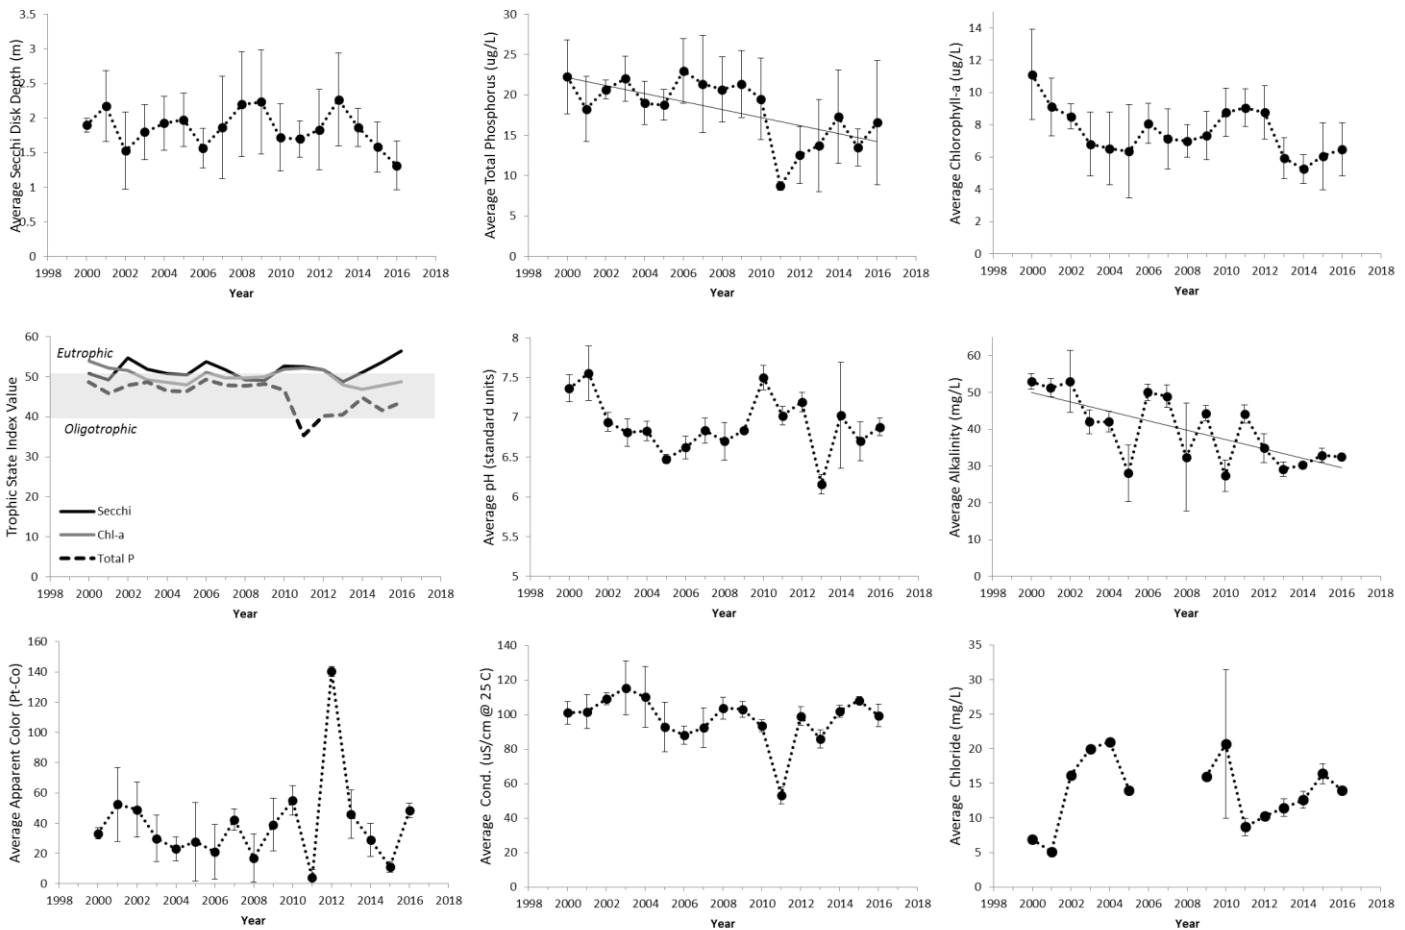 Average Secchi Disk Depth (m)
4
3.5
3
2.5
2
1.5
1
0.5
0
1998 2000 2002 2004 2006 2008 2010 2012 2014 2016 2018
Year
Average Total Phosphorus (ug/L)
30
25
20
15
10
5
0
1998 2000 2002 2004 2006 2008 2010 2012 2014 2016 2018
Year
Average Chlorophyll-a (ug/L)
14
12
10
8
6
4
2
0
1998 2000 2002 2004 2006 2008 2010 2012 2014 2016 2018
Year
Trophic State Index Value
60
50
40
30
20
10
0
Eutrophic
Oligotrophic
Secchi
Chl-a
Total P
1998 2000 2002 2004 2006 2008 2010 2012 2014 2016 2018
Year
Average pH (standard units)
8
7.5
7
6.5
6
5.5
5
1998 2000 2002 2004 2006 2008 2010 2012 2014 2016 2018
Year
Average Alkalinity (mg/L)
60
50
40
30
20
10
0
1998 2000 2002 2004 2006 2008 2010 2012 2014 2016 2018
Year
Average Apparent Color (Pt-Co)
160
140
120
100
80
60
40
20
0
1998 2000 2002 2004 2006 2008 2010 2012 2014 2016 2018
Year
Average Cond. (uS/cm @ 25 C)
140
120
100
80
60
40
20
0
1998 2000 2002 2004 2006 2008 2010 2012 2014 2016 2018
Year
Average Chloride (mg/L)
35
30
25
20
15
10
5
0
1998 2000 2002 2004 2006 2008 2010 2012 2014 2016 2018
Year